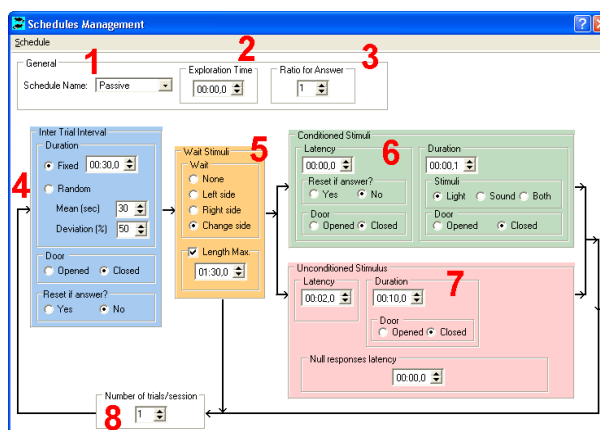 Schedules Management
Schedule
General
1
2
3
Schedule Name: Passive
Exploration Time
00:00,0
Ratio for Answer
1
4
Inter Trial Interval
Duration
Fixed 00:30,0
Random
Mean (sec) 30
Deviation (%) 50
Door
Opened Closed
Reset if answer?
Yes No
5
Wait Stimuli
Wait
None
Left side
Right side
Change side
Length Max.
01:30,0
6
Conditioned Stimuli
Latency
00:00,0
Reset if answer?
Yes No
Door
Opened Closed
Duration
00:00,1
Stimuli
Light Sound Both
Door
Opened Closed
7
Unconditioned Stimulus
Latency
00:02,0
Duration
00:10,0
Door
Opened Closed
Null responses latency
00:00,0
8
Number of trials/session
1